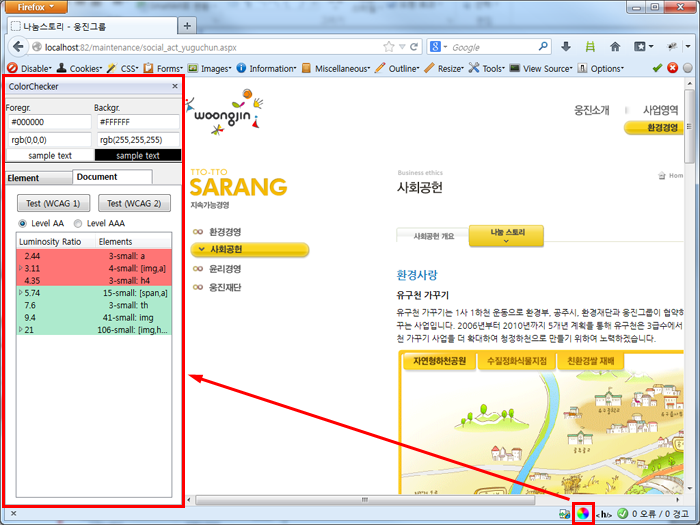 Firefox
나눔스토리 - 웅진그룹
localhost:82/maintenance/social_act_yuguchun.aspx
Google
Disable Cookies CSS Forms Images Information Miscellaneous Outline Resize Tools View Source Options
ColorChecker
Foregr. Backgr.
#000000 #FFFFFF
rgb(0,0,0) rgb(255,255,255)
sample text sample text
Element Document
Test (WCAG 1) Test (WCAG 2)
Level AA Level AAA
Luminosity Ratio Elements
2.44 3-small: a
3.11 4-small: [img,a]
4.35 3-small: h4
5.74 15-small: [span,a]
7.6 3-small: th
9.4 41-small: img
21 106-small: [img,h...
woongjin
웅진소개 사업영역
환경경영
TTO-TTO
SARANG
지속가능경영
환경경영
사회공헌
윤리경영
웅진재단
Business ethics
사회공헌
Hom
사회공헌 개요 나눔 스토리
환경사랑
유구천 가꾸기
유구천 가꾸기는 1사 1하천 운동으로 환경부, 공주시, 환경재단과 웅진그룹이 협약하
꾸는 사업입니다. 2006년부터 2010년까지 5개년 계획을 통해 유구천은 3급수에서
천 가꾸기 사업을 더 확대하여 청정하천으로 만들기 위하여 노력하겠습니다.
자연형하천공원 수질정화식물지점 친환경쌀 재배
0 오류 / 0 경고